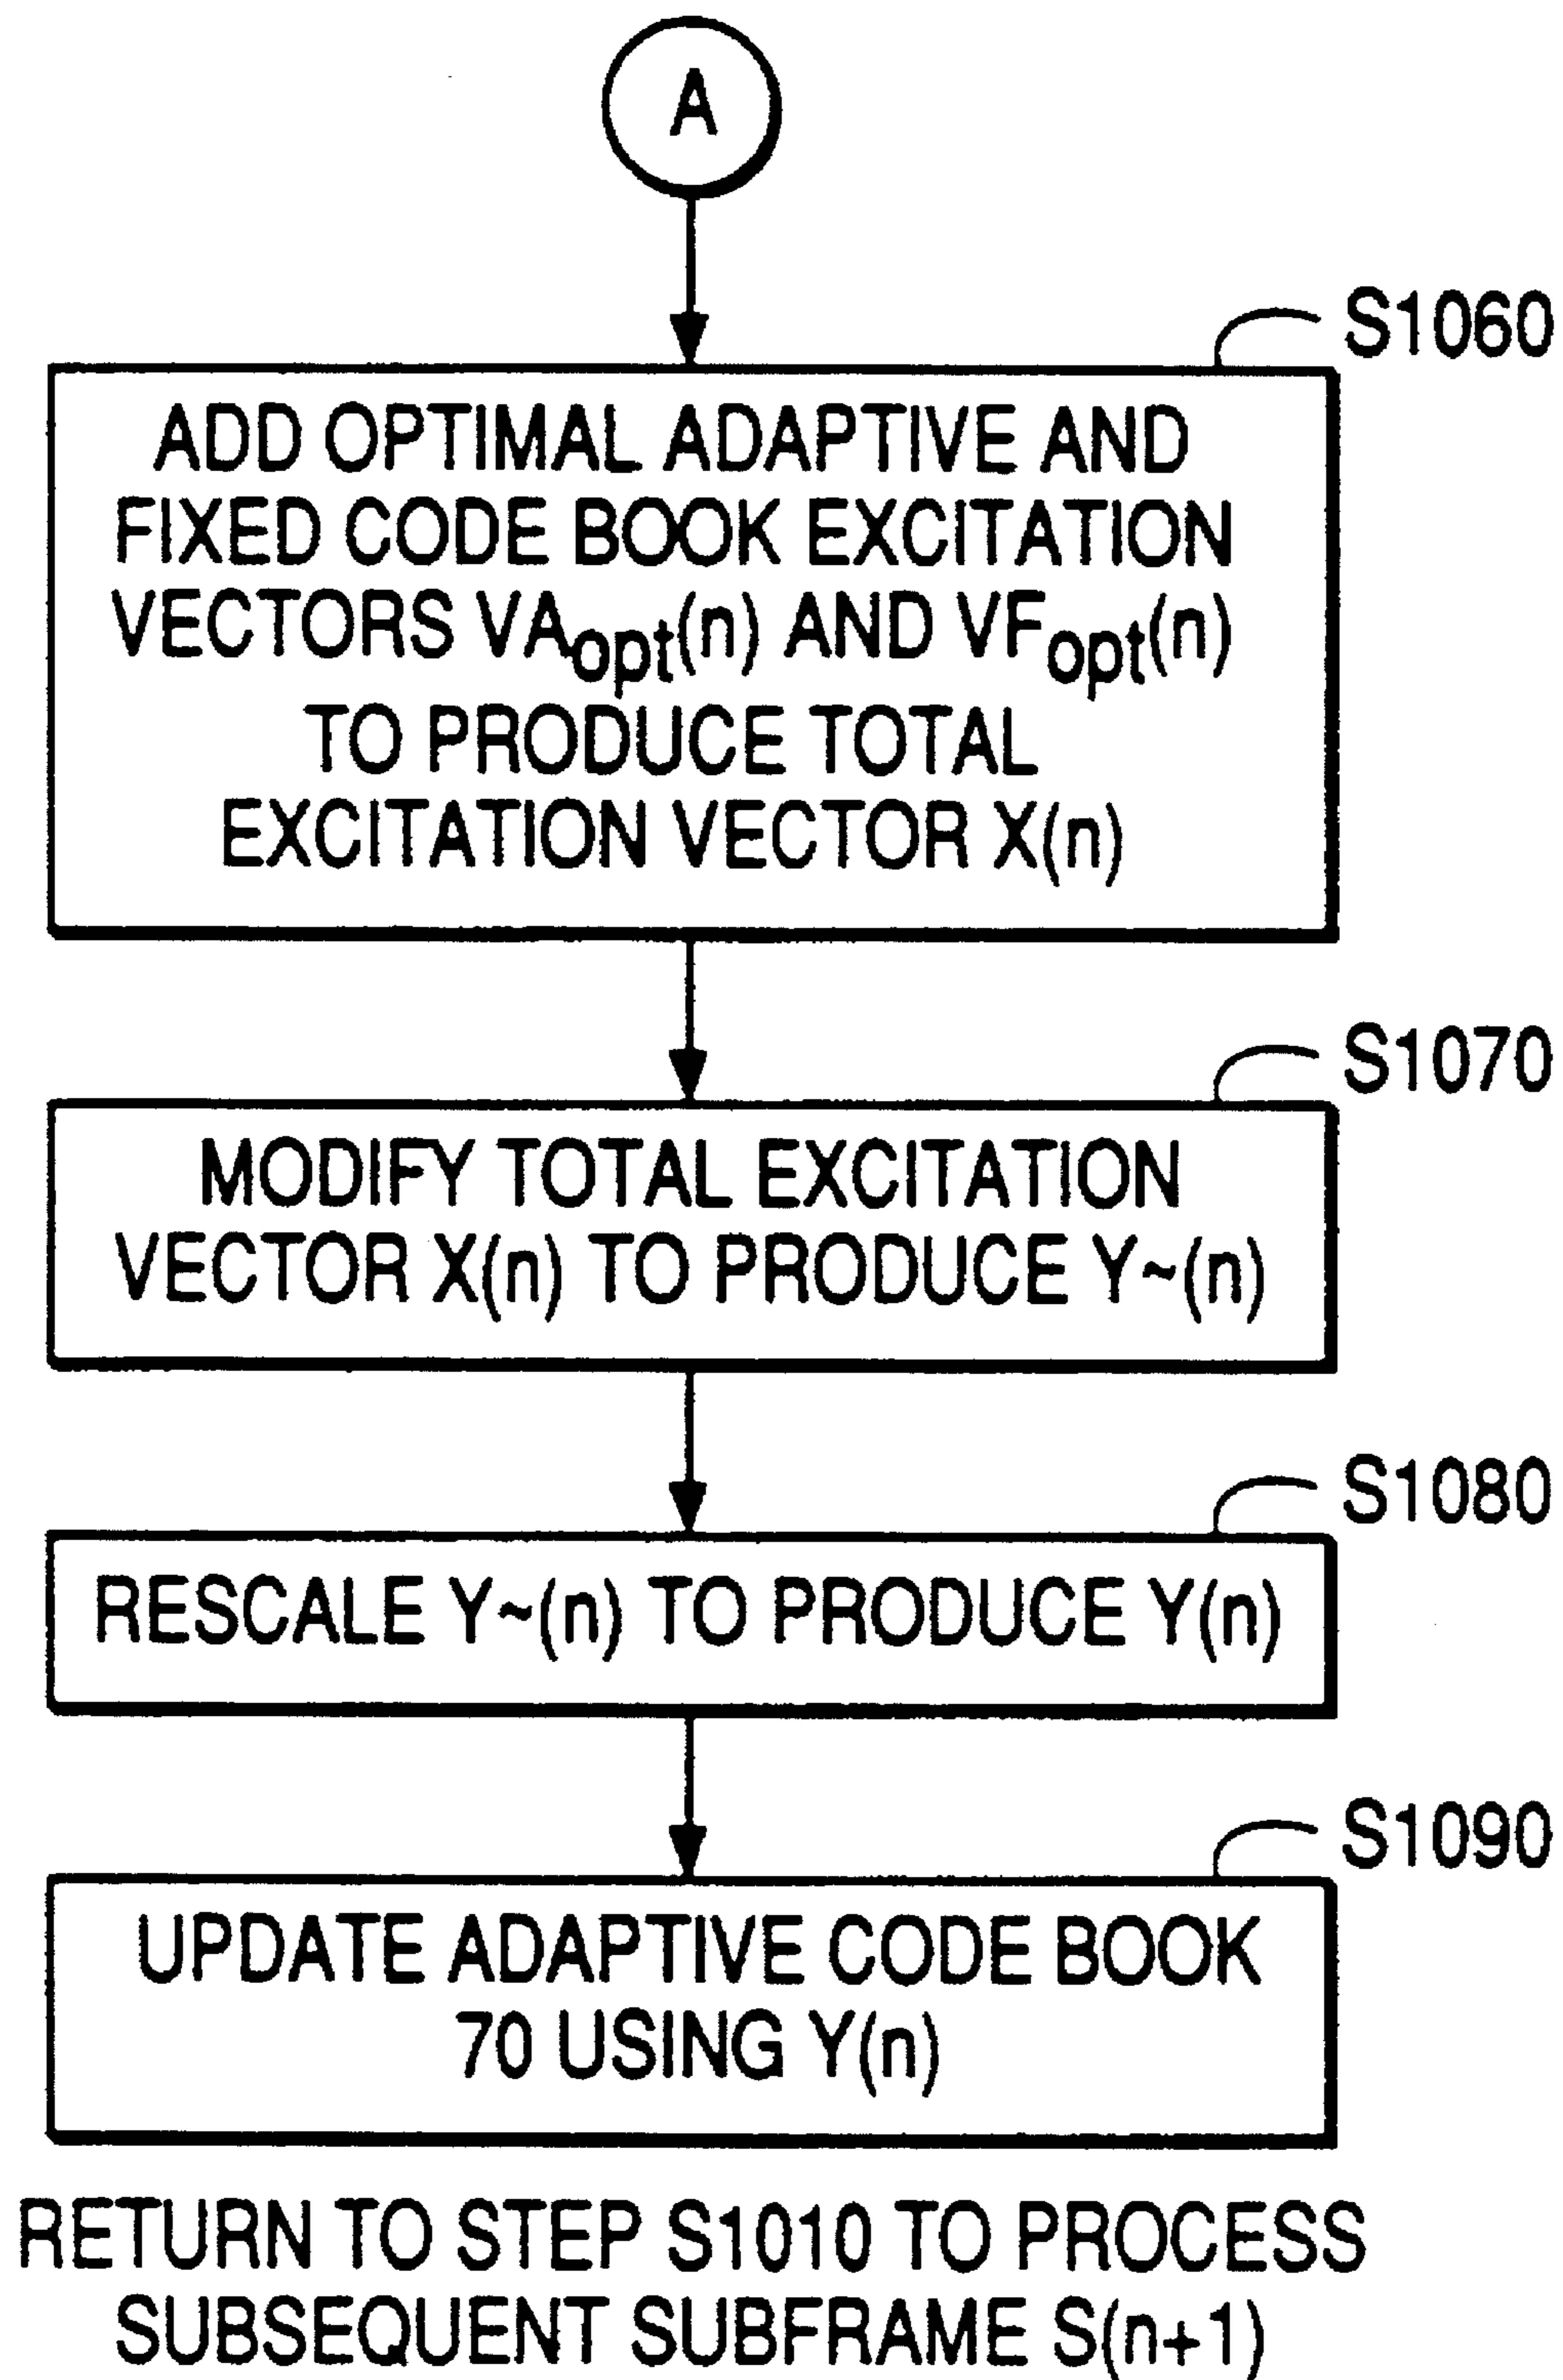 A
S1060
ADD OPTIMAL ADAPTIVE AND
FIXED CODE BOOK EXCITATION
VECTORS VAopt(n) AND VFopt(n)
TO PRODUCE TOTAL
EXCITATION VECTOR X(n)
S1070
MODIFY TOTAL EXCITATION
VECTOR X(n) TO PRODUCE Y~(n)
S1080
RESCALE Y~(n) TO PRODUCE Y(n)
S1090
UPDATE ADAPTIVE CODE BOOK
70 USING Y(n)
RETURN TO STEP S1010 TO PROCESS
SUBSEQUENT SUBFRAME S(n+1)